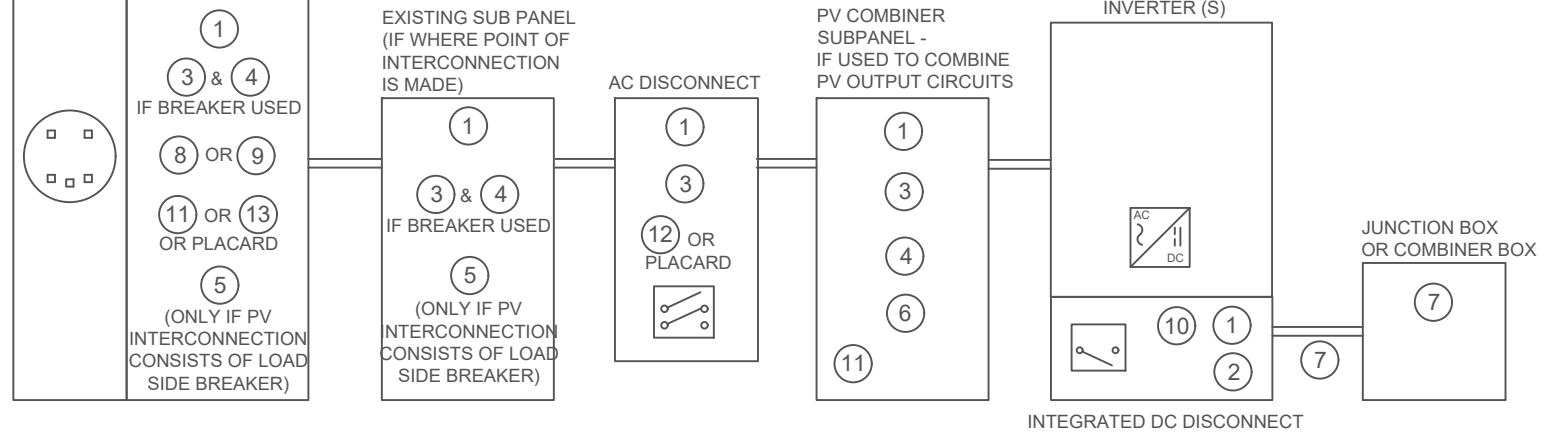 1
3 & 4
IF BREAKER USED
8 OR 9
11 OR 13
OR PLACARD
5
(ONLY IF PV
INTERCONNECTION
CONSISTS OF LOAD
SIDE BREAKER)
EXISTING SUB PANEL
(IF WHERE POINT OF
INTERCONNECTION
IS MADE)
1
3 & 4
IF BREAKER USED
5
(ONLY IF PV
INTERCONNECTION
CONSISTS OF LOAD
SIDE BREAKER)
AC DISCONNECT
1
3
12 OR
PLACARD
PV COMBINER
SUBPANEL -
IF USED TO COMBINE
PV OUTPUT CIRCUITS
1
3
4
6
11
INVERTER (S)
AC
DC
10 1
2
INTEGRATED DC DISCONNECT
7
JUNCTION BOX
OR COMBINER BOX
7